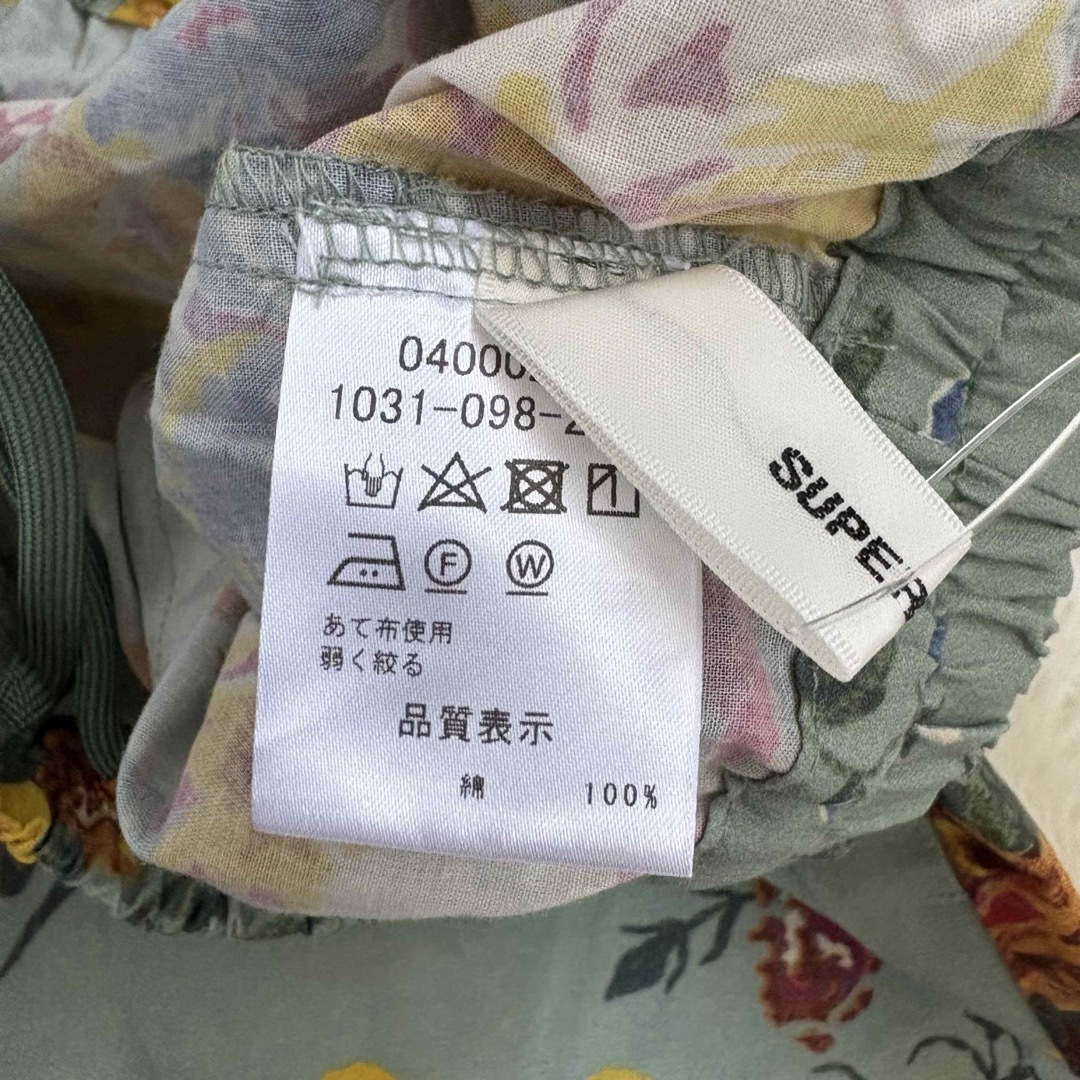 04000
1031-098-2
F W
あて布使用
弱く絞る
品質表示
綿 100%
SUPER